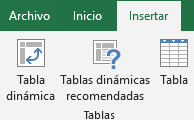 Archivo Inicio Insertar
Tabla dinámica
Tablas dinámicas recomendadas
Tabla
Tablas